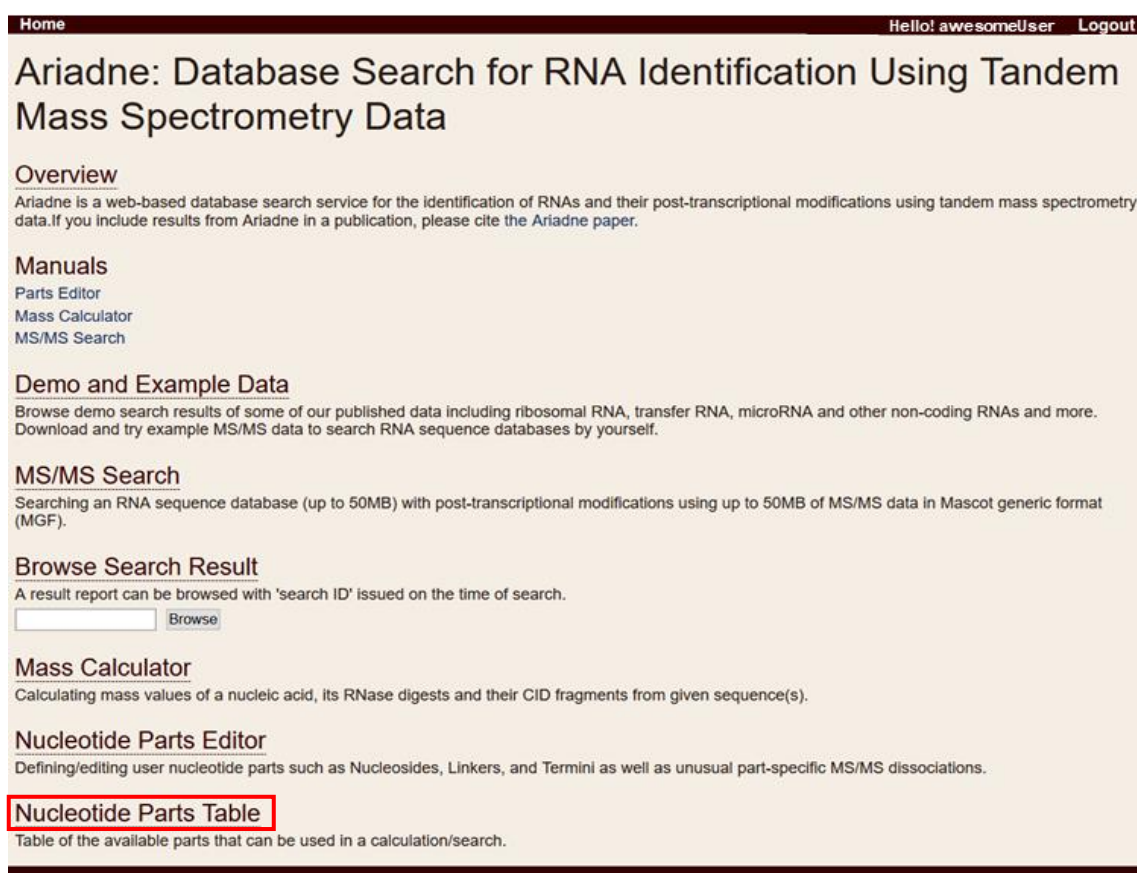 Home Hello! awesomeUser Logout
Ariadne: Database Search for RNA Identification Using Tandem
Mass Spectrometry Data
Overview
Ariadne is a web-based database search service for the identification of RNAs and their post-transcriptional modifications using tandem mass spectrometry
data.If you include results from Ariadne in a publication, please cite the Ariadne paper.
Manuals
Parts Editor
Mass Calculator
MS/MS Search
Demo and Example Data
Browse demo search results of some of our published data including ribosomal RNA, transfer RNA, microRNA and other non-coding RNAs and more.
Download and try example MS/MS data to search RNA sequence databases by yourself.
MS/MS Search
Searching an RNA sequence database (up to 50MB) with post-transcriptional modifications using up to 50MB of MS/MS data in Mascot generic format
(MGF).
Browse Search Result
A result report can be browsed with 'search ID' issued on the time of search.
Browse
Mass Calculator
Calculating mass values of a nucleic acid, its RNase digests and their CID fragments from given sequence(s).
Nucleotide Parts Editor
Defining/editing user nucleotide parts such as Nucleosides, Linkers, and Termini as well as unusual part-specific MS/MS dissociations.
Nucleotide Parts Table
Table of the available parts that can be used in a calculation/search.